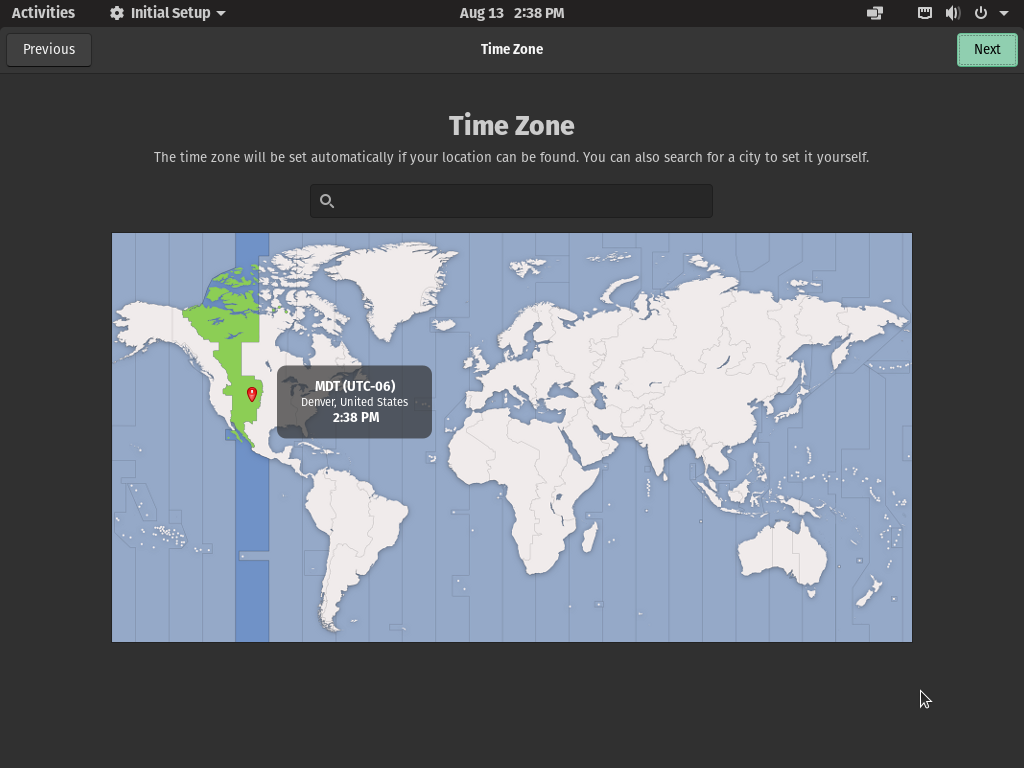 Activities
Initial Setup
Aug 13 2:38 PM
Previous
Time Zone
Next
Time Zone
The time zone will be set automatically if your location can be found. You can also search for a city to set it yourself.
MDT (UTC-06)
Denver, United States
2:38 PM